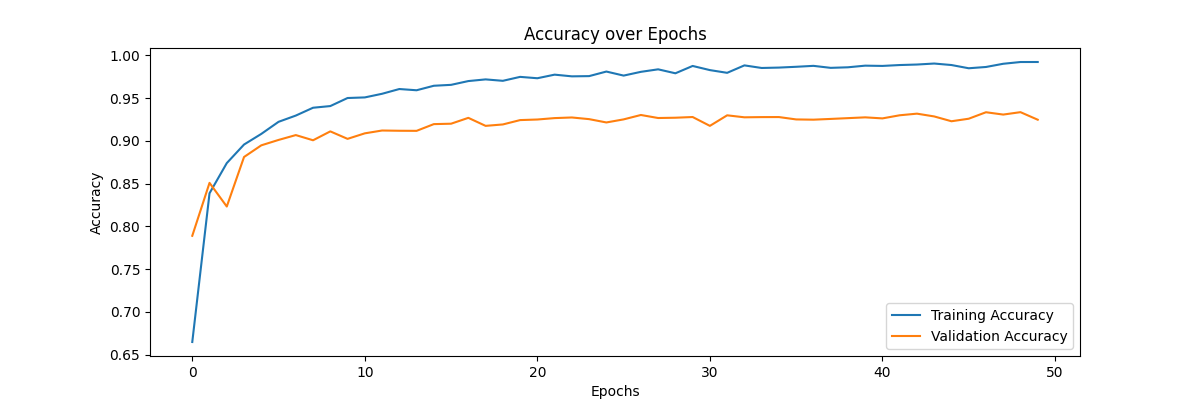 Accuracy over Epochs
Accuracy
1.00
0.95
0.90
0.85
0.80
0.75
0.70
0.65
Training Accuracy
Validation Accuracy
0 10 20 30 40 50
Epochs